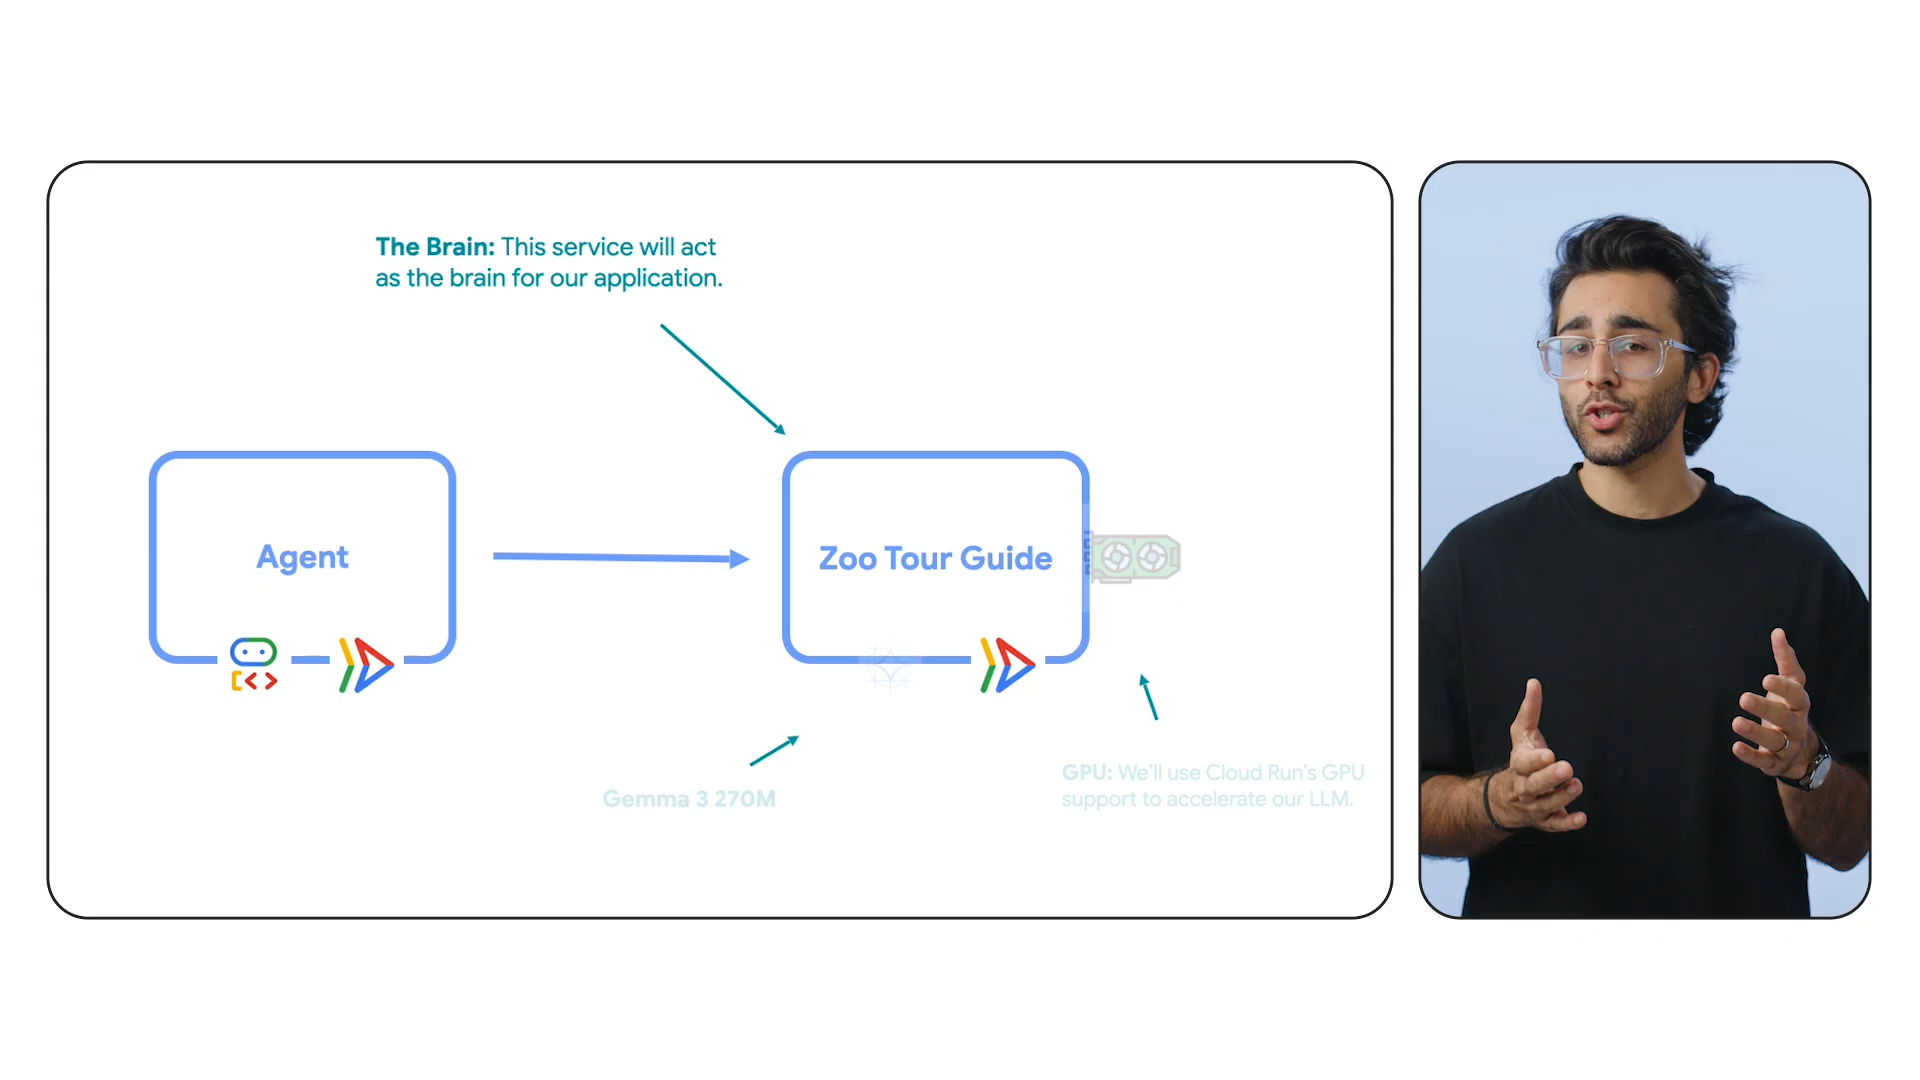 The Brain: This service will act
as the brain for our application.
Agent
Zoo Tour Guide
Gemma 3 270M
GPU: We'll use Cloud Run's GPU
support to accelerate our LLM.